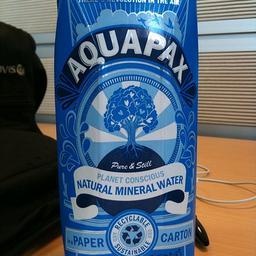 AQUAPAX
Pure & Still
PLANET CONSCIOUS
NATURAL MINERAL WATER
RECYCLABLE
PAPER CARTON
SUSTAINABLE